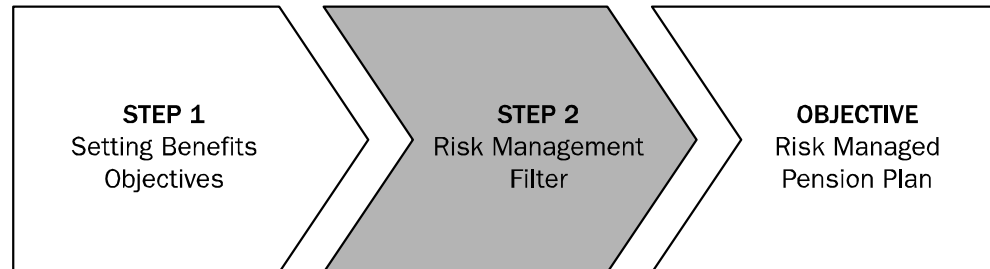 STEP 1
Setting Benefits
Objectives
STEP 2
Risk Management
Filter
OBJECTIVE
Risk Managed
Pension Plan